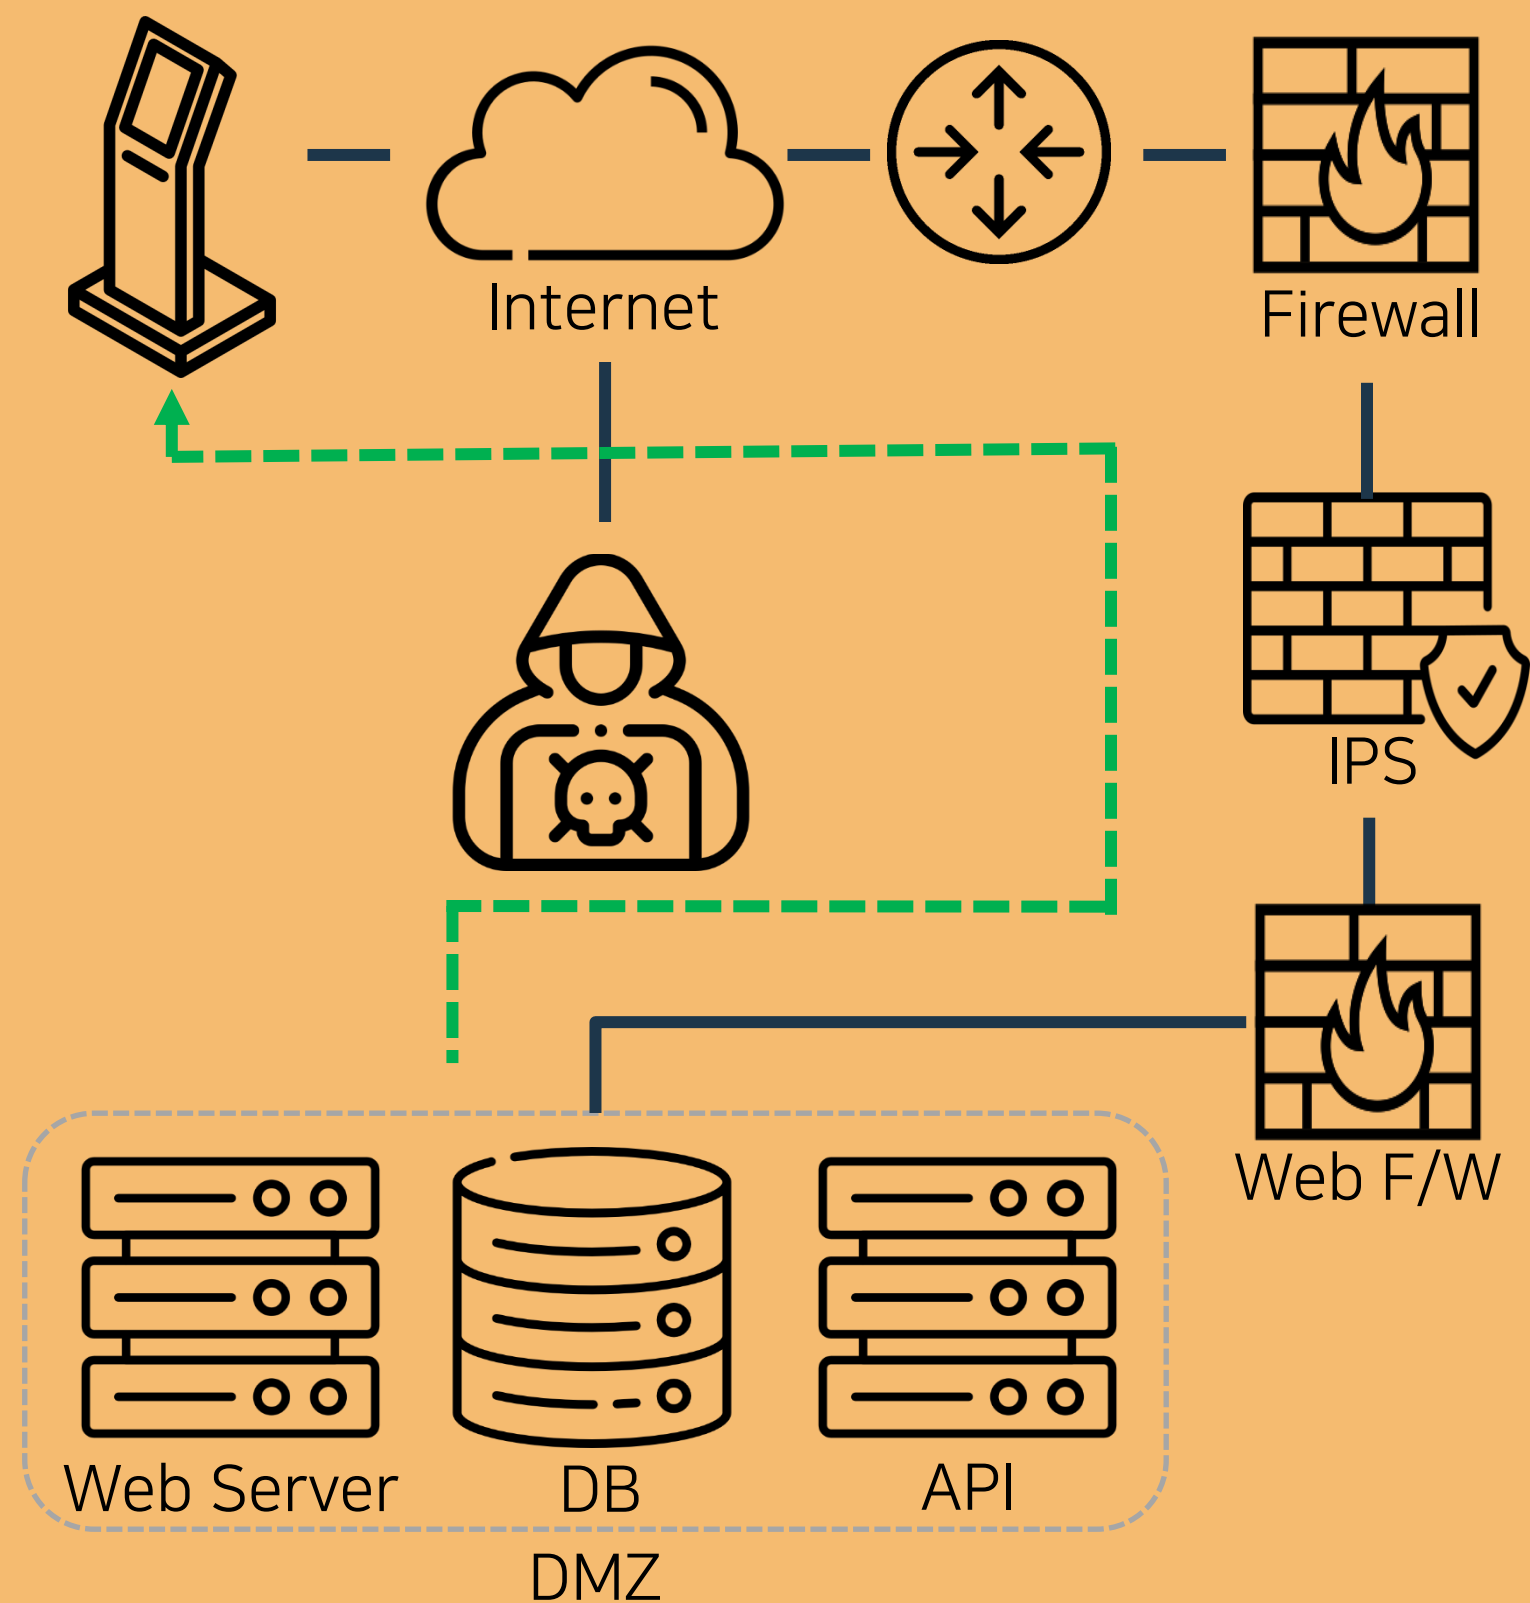 Internet
Firewall
IPS
Web F/W
Web Server
DB
API
DMZ